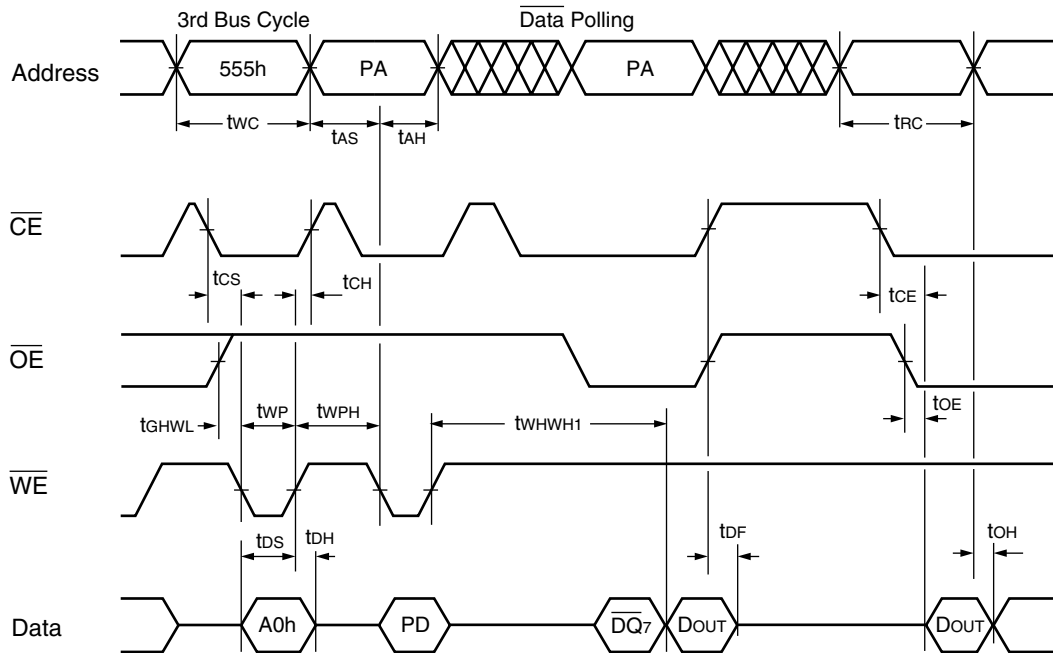 3rd Bus Cycle Data Polling
Address 555h PA PA
tWC tAS tAH tRC
CE
tCS tCH tCE
OE
tGHWL tWP tWPH tWHWH1 tOE
WE
tDS tDH tDF tOH
Data A0h PD DQ7 DOUT DOUT